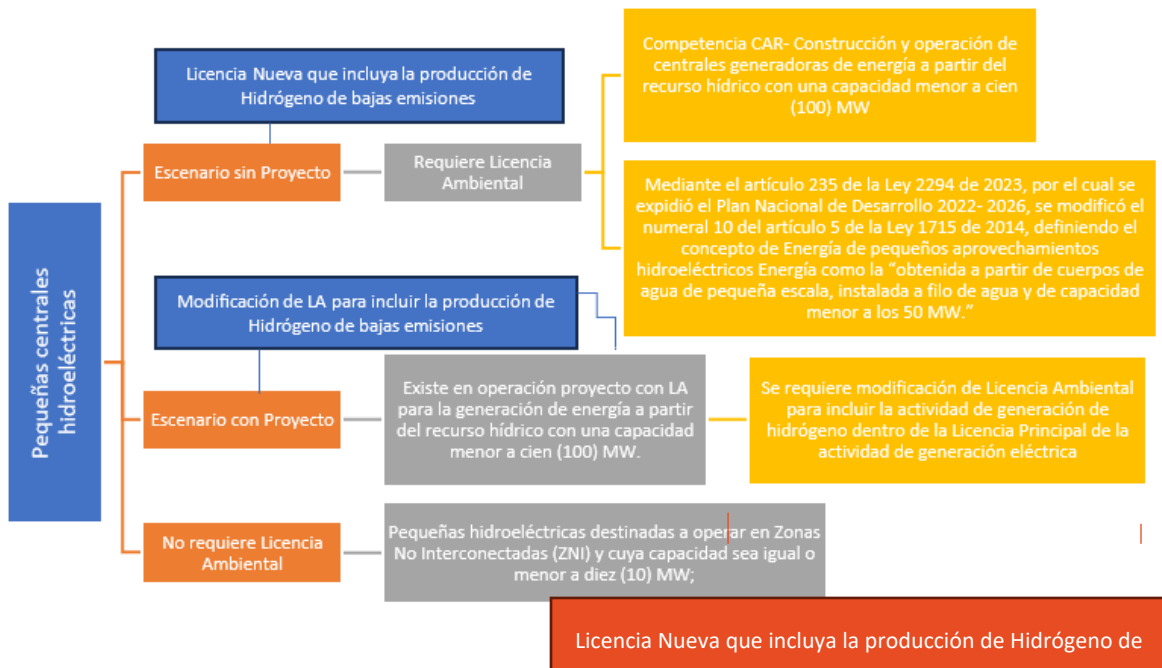 Pequeñas centrales
hidroeléctricas
Licencia Nueva que incluya la producción de
Hidrógeno de bajas emisiones
Escenario sin Proyecto
Requiere Licencia
Ambiental
Competencia CAR- Construcción y operación de
centrales generadoras de energía a partir del
recurso hídrico con una capacidad menor a cien
(100) MW
Mediante el artículo 235 de la Ley 2294 de 2023, por el cual se
expidió el Plan Nacional de Desarrollo 2022- 2026, se modificó el
numeral 10 del artículo 5 de la Ley 1715 de 2014, definiendo el
concepto de Energía de pequeños aprovechamientos
hidroeléctricos Energía como la “obtenida a partir de cuerpos de
agua de pequeña escala, instalada a filo de agua y de capacidad
menor a los 50 MW.”
Modificación de LA para incluir la producción de
Hidrógeno de bajas emisiones
Escenario con Proyecto
Existe en operación proyecto con LA
para la generación de energía a partir
del recurso hídrico con una capacidad
menor a cien (100) MW.
Se requiere modificación de Licencia Ambiental
para incluir la actividad de generación de
hidrógeno dentro de la Licencia Principal de la
actividad de generación eléctrica
No requiere Licencia
Ambiental
Pequeñas hidroeléctricas destinadas a operar en Zonas
No Interconectadas (ZNI) y cuya capacidad sea igual o
menor a diez (10) MW;
Licencia Nueva que incluya la producción de Hidrógeno de